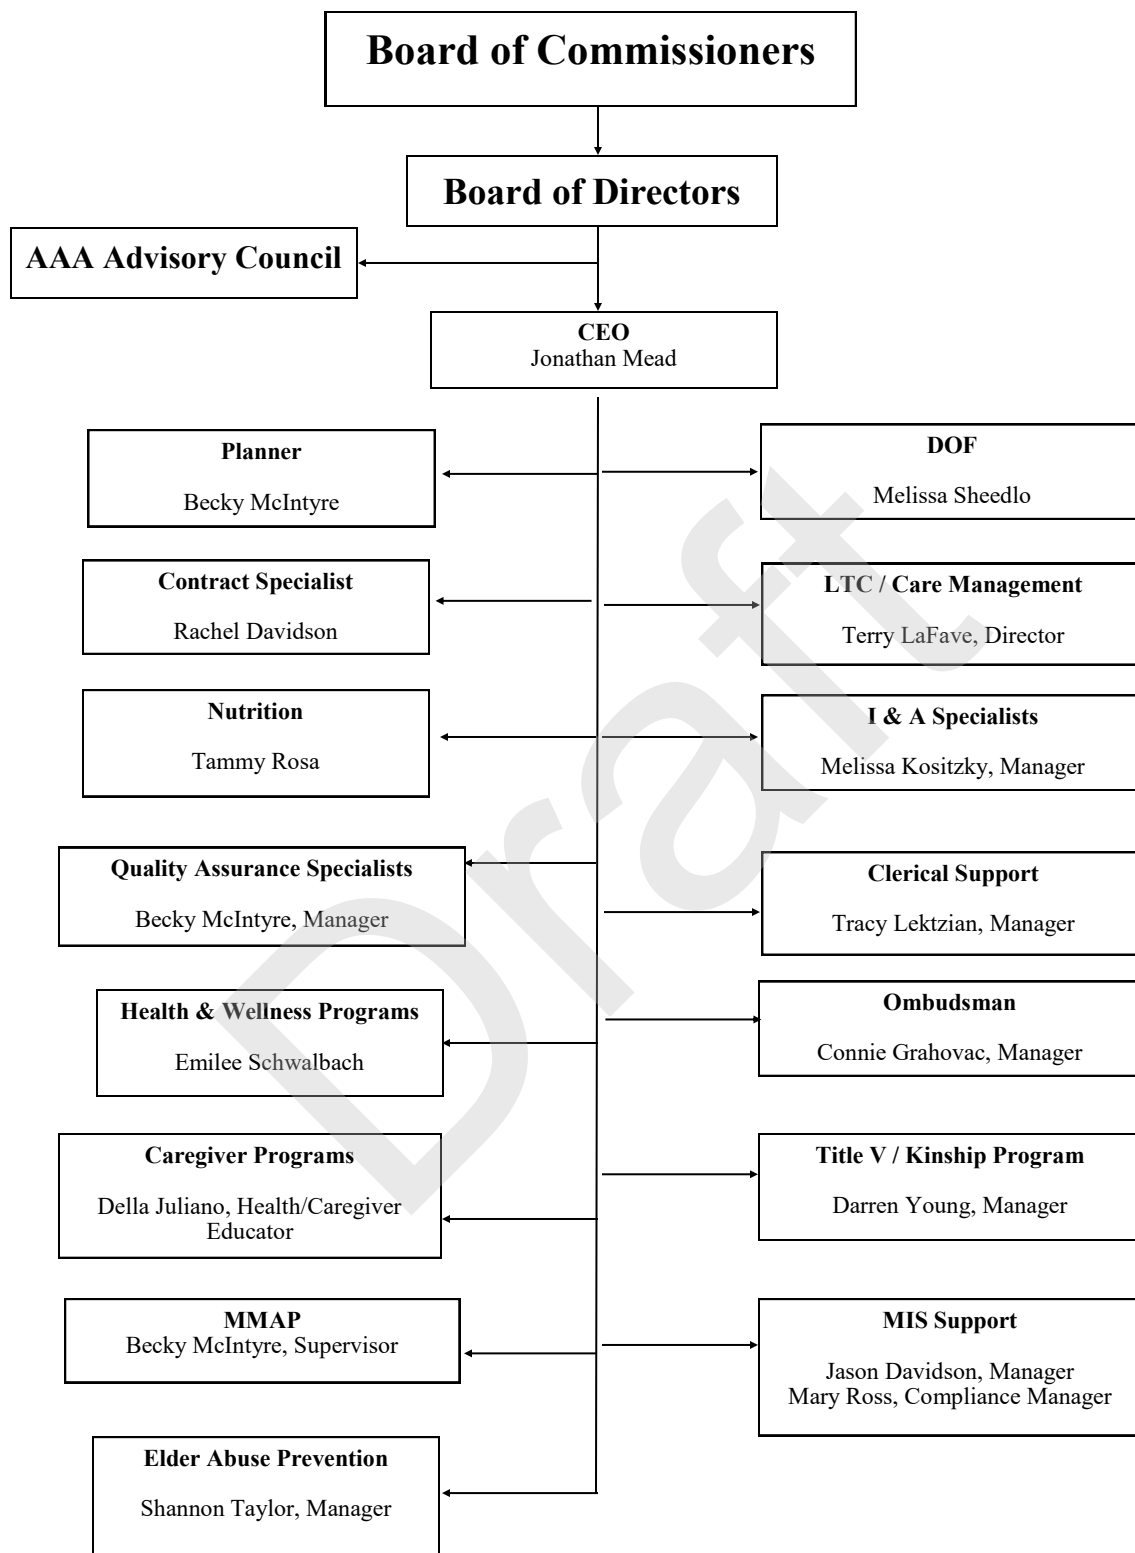 Board of Commissioners
Board of Directors
AAA Advisory Council
CEO
Jonathan Mead
Planner
Becky McIntyre
DOF
Melissa Sheedlo
Contract Specialist
Rachel Davidson
LTC / Care Management
Terry LaFave, Director
Nutrition
Tammy Rosa
I & A Specialists
Melissa Kositzky, Manager
Quality Assurance Specialists
Becky McIntyre, Manager
Clerical Support
Tracy Lektzian, Manager
Health & Wellness Programs
Emilee Schwalbach
Ombudsman
Connie Grahovac, Manager
Caregiver Programs
Della Juliano, Health/Caregiver
Educator
Title V / Kinship Program
Darren Young, Manager
MMAP
Becky McIntyre, Supervisor
MIS Support
Jason Davidson, Manager
Mary Ross, Compliance Manager
Elder Abuse Prevention
Shannon Taylor, Manager
Draft